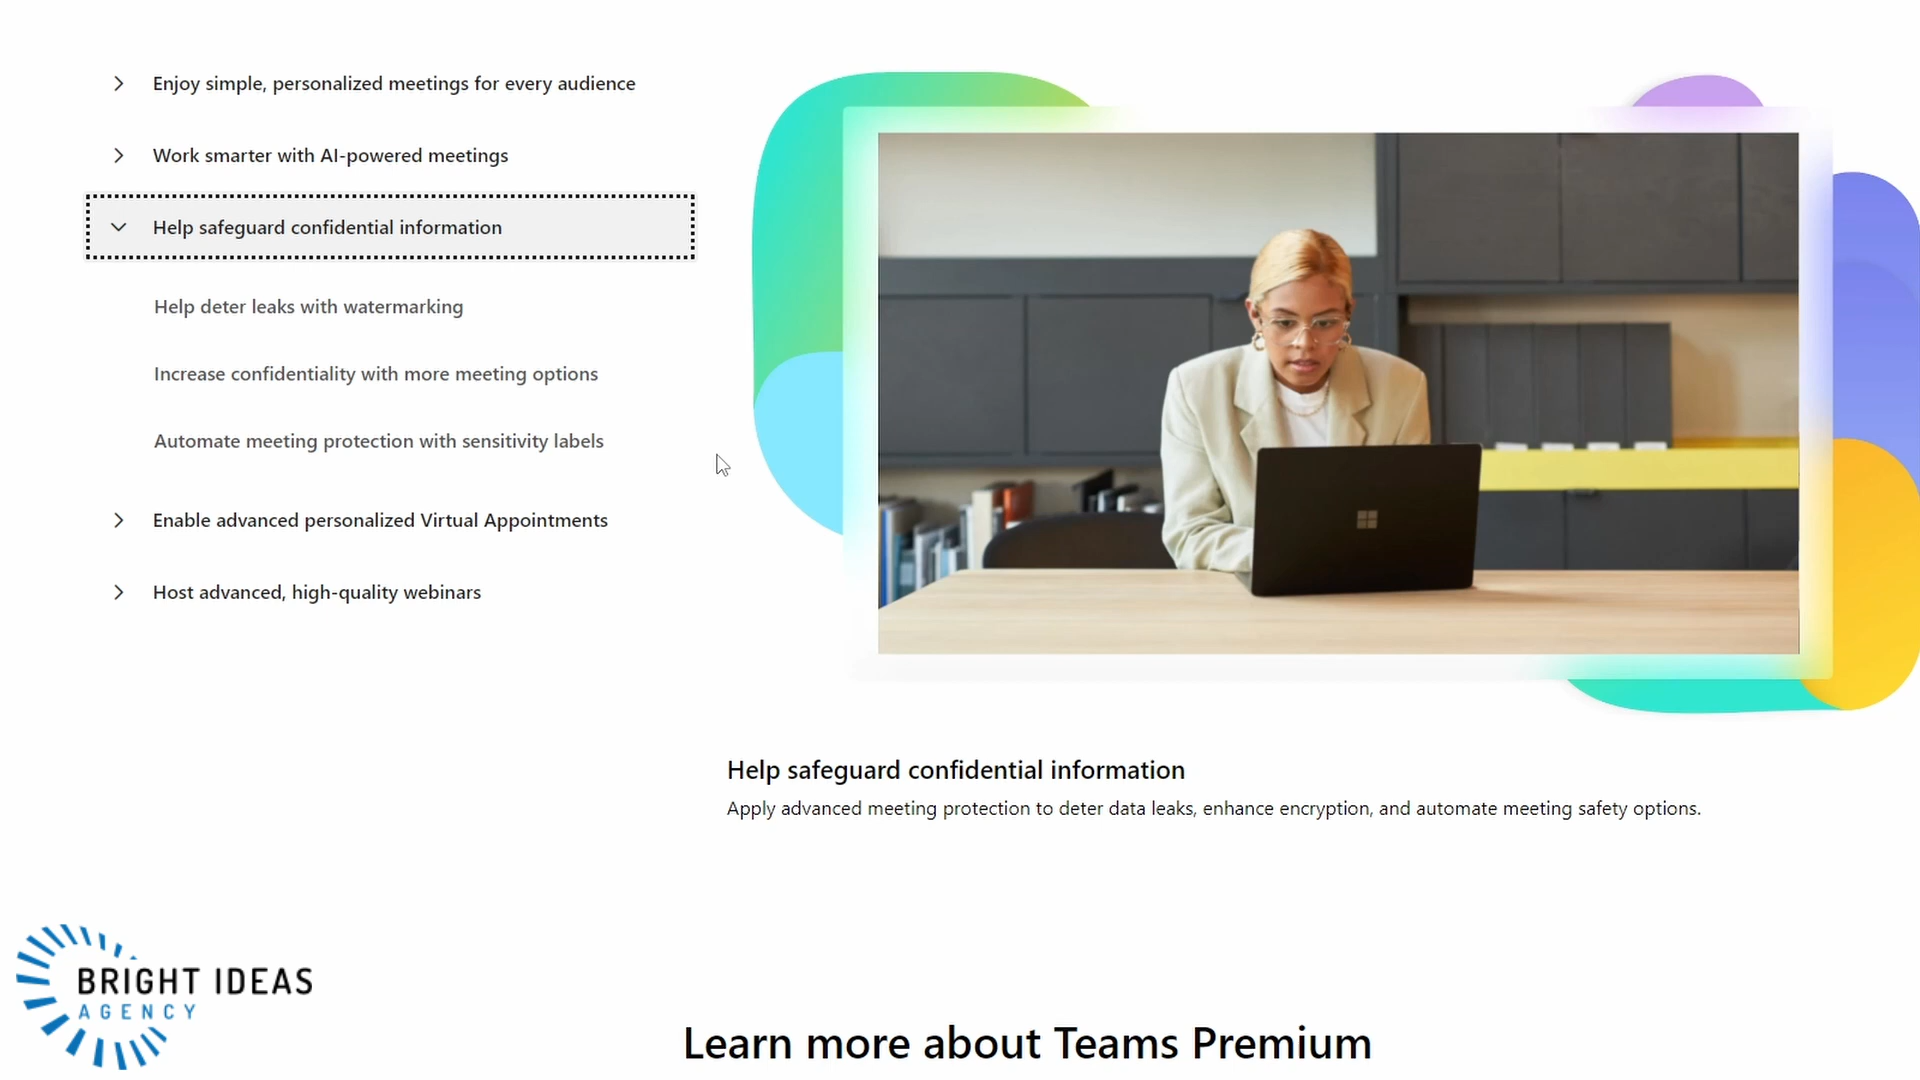 Enjoy simple, personalized meetings for every audience
Work smarter with AI-powered meetings
Help safeguard confidential information
Help deter leaks with watermarking
Increase confidentiality with more meeting options
Automate meeting protection with sensitivity labels
Enable advanced personalized Virtual Appointments
Host advanced, high-quality webinars
Help safeguard confidential information
Apply advanced meeting protection to deter data leaks, enhance encryption, and automate meeting safety options.
BRIGHT IDEAS
AGENCY
Learn more about Teams Premium